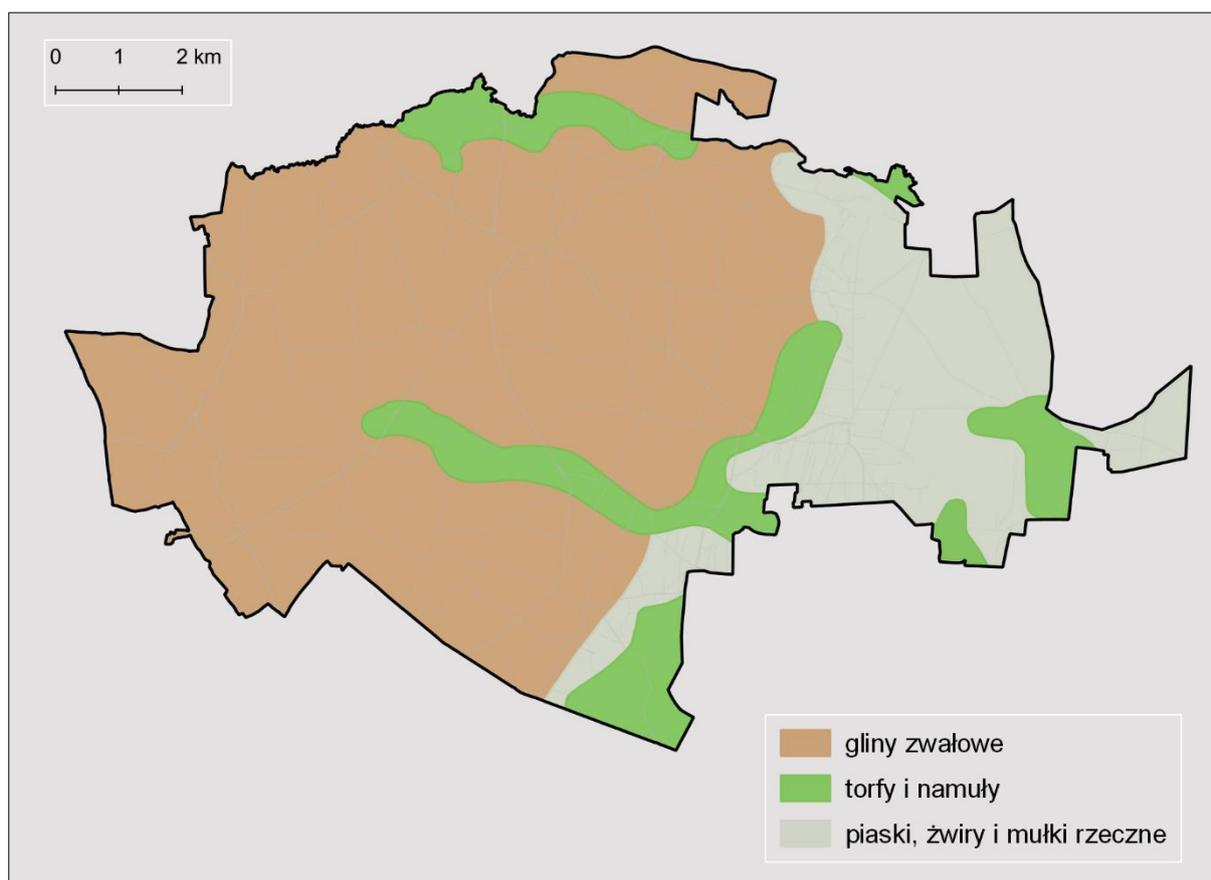 0 1 2 km
gliny zwałowe
torfy i namuły
piaski, żwiry i mułki rzeczne